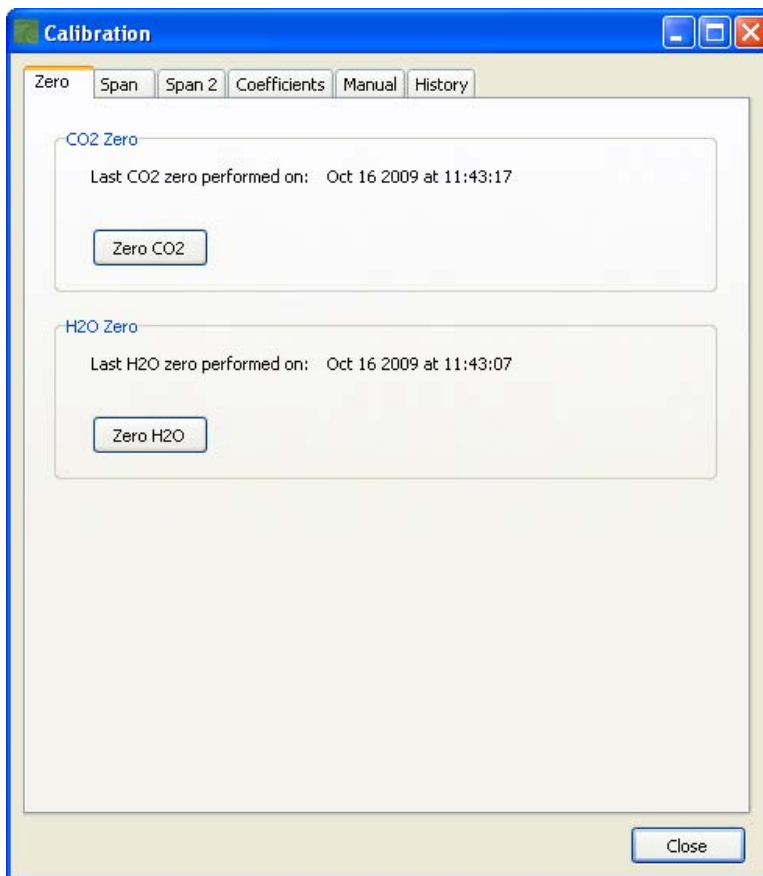 Calibration
Zero Span Span 2 Coefficients Manual History
CO2 Zero
Last CO2 zero performed on: Oct 16 2009 at 11:43:17
Zero CO2
H2O Zero
Last H2O zero performed on: Oct 16 2009 at 11:43:07
Zero H2O
Close